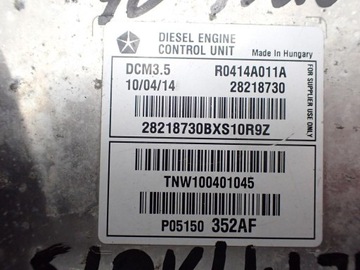 DIESEL ENGINE
CONTROL UNIT
Made In Hungary
DCM3.5 R0414A011A
10/04/14 28218730
FOR SUPPLIER USE ONLY
28218730BXS10R9Z
TNW100401045
P05150 352AF